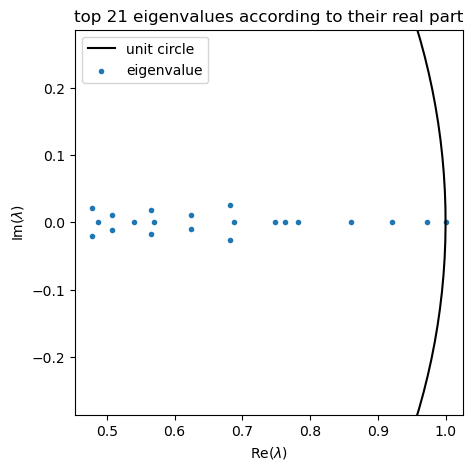 top 21 eigenvalues according to their real part
unit circle
eigenvalue
0.2
0.1
0.0
−0.1
−0.2
Im(λ)
0.5 0.6 0.7 0.8 0.9 1.0
Re(λ)